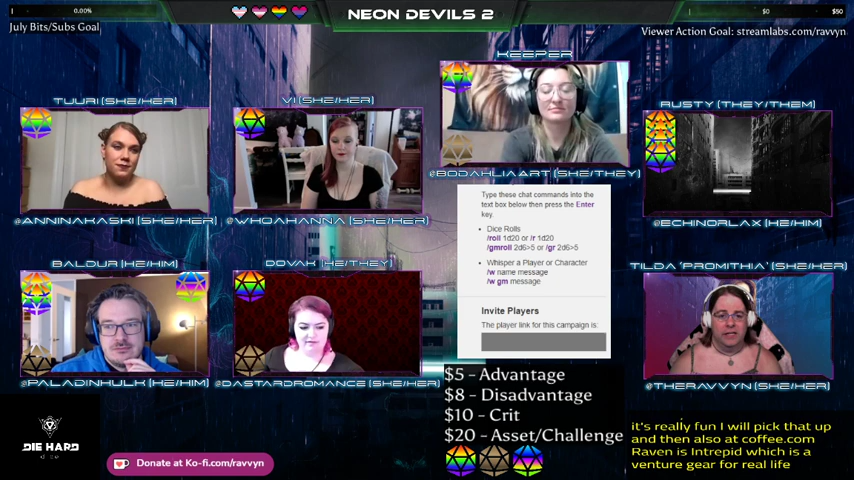 0.00%
NEON DEVILS 2
$0
$50
July Bits/Subs Goal
Viewer Action Goal: streamlabs.com/ravvyn
KEEPER
TUURI (SHE/HER)
VI (SHE/HER)
RUSTY (THEY/THEM)
@BODAHLIAART (SHE/THEY)
@ANNINAKASKI (SHE/HER)
@WHOAHANNA (SHE/HER)
@ECHINORLAX (HE/HIM)
Type these chat commands into the
text box below then press the Enter
key.
• Dice Rolls
/roll 1d20 or /r 1d20
/gmroll 2d6>5 or /gr 2d6>5
• Whisper a Player or Character
/w name message
/w gm message
Invite Players
The player link for this campaign is:
BALDUR (HE/HIM)
DOVAK (HE/THEY)
TILDA 'PROMITHIA' (SHE/HER)
@PALADINHULK (HE/HIM)
@DASTARDROMANCE (SHE/HER)
@THERAVVYN (SHE/HER)
$5 - Advantage
$8 - Disadvantage
$10 - Crit
$20 - Asset/Challenge
DIE HARD
Donate at Ko-fi.com/ravvyn
it's really fun I will pick that up
and then also at coffee.com
Raven is Intrepid which is a
venture gear for real life